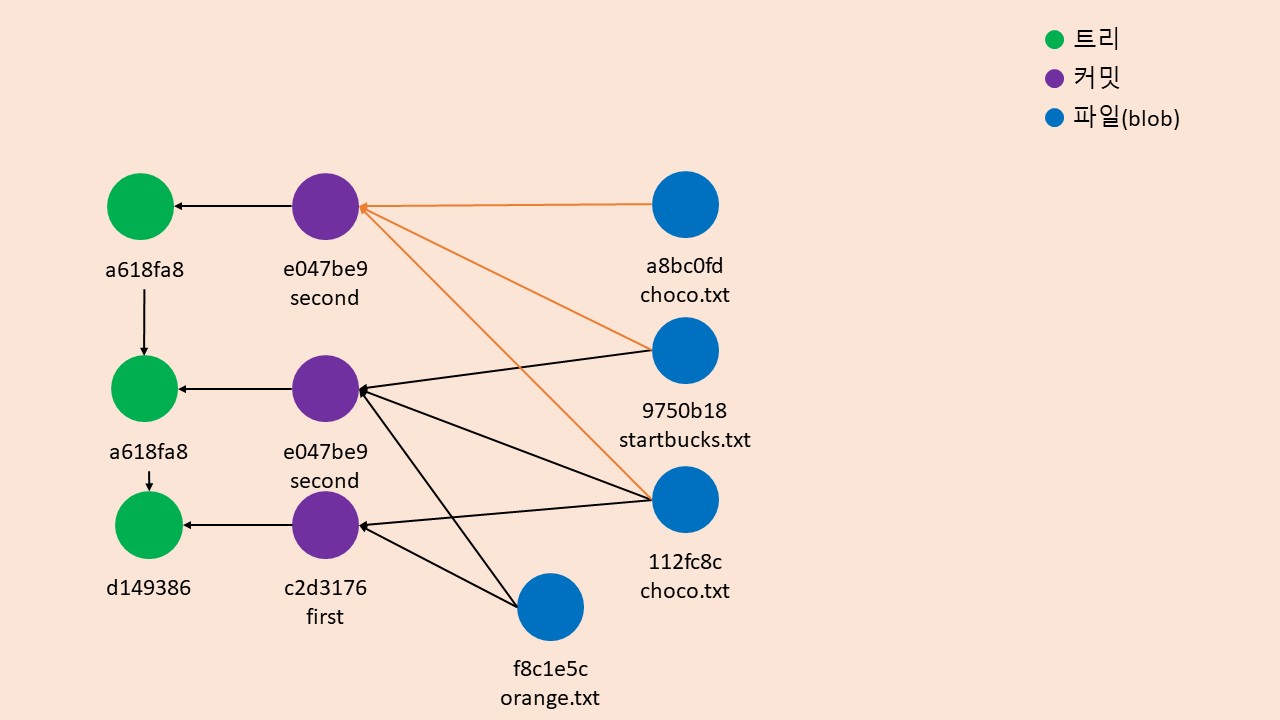 트리
커밋
파일(blob)
a618fa8
e047be9
second
a8bc0fd
choco.txt
9750b18
startbucks.txt
a618fa8
e047be9
second
112fc8c
choco.txt
d149386
c2d3176
first
f8c1e5c
orange.txt